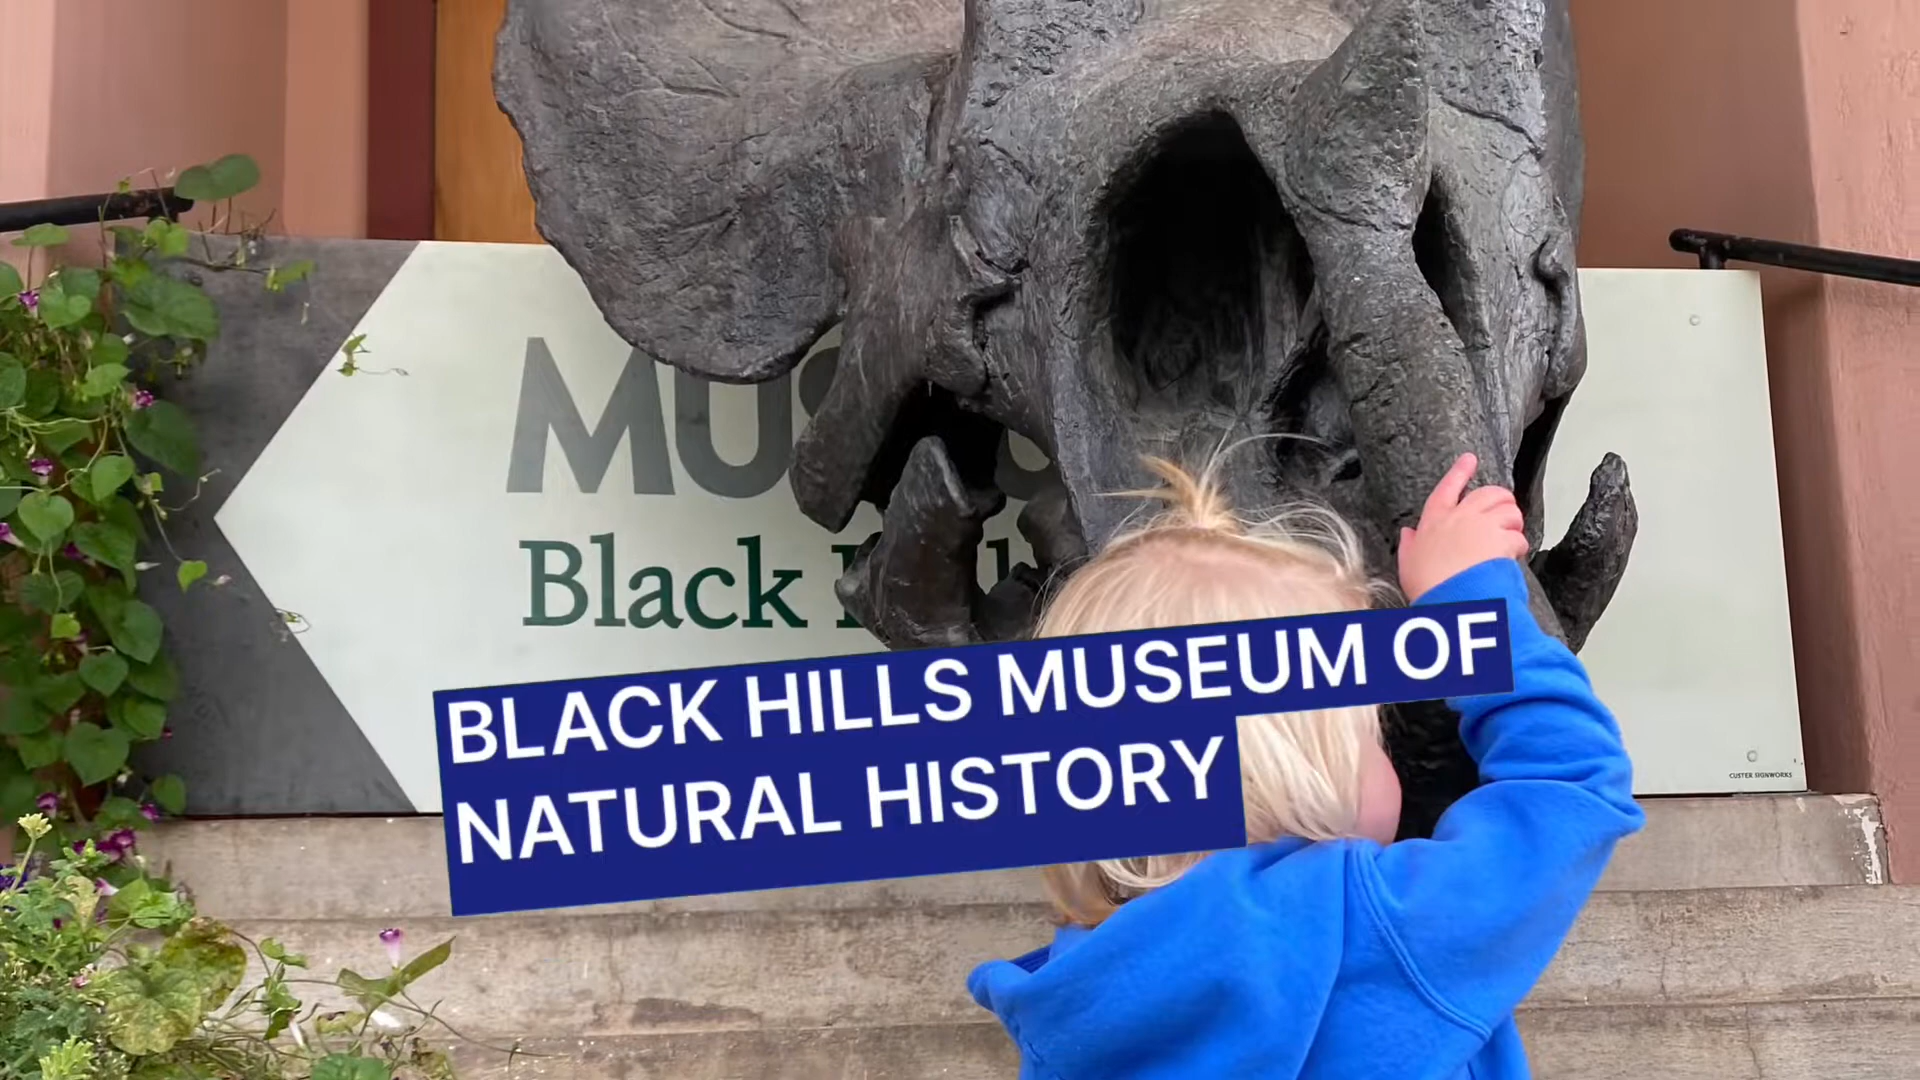 MUS
Black
BLACK HILLS MUSEUM OF
NATURAL HISTORY
CUSTER SIGNWORKS